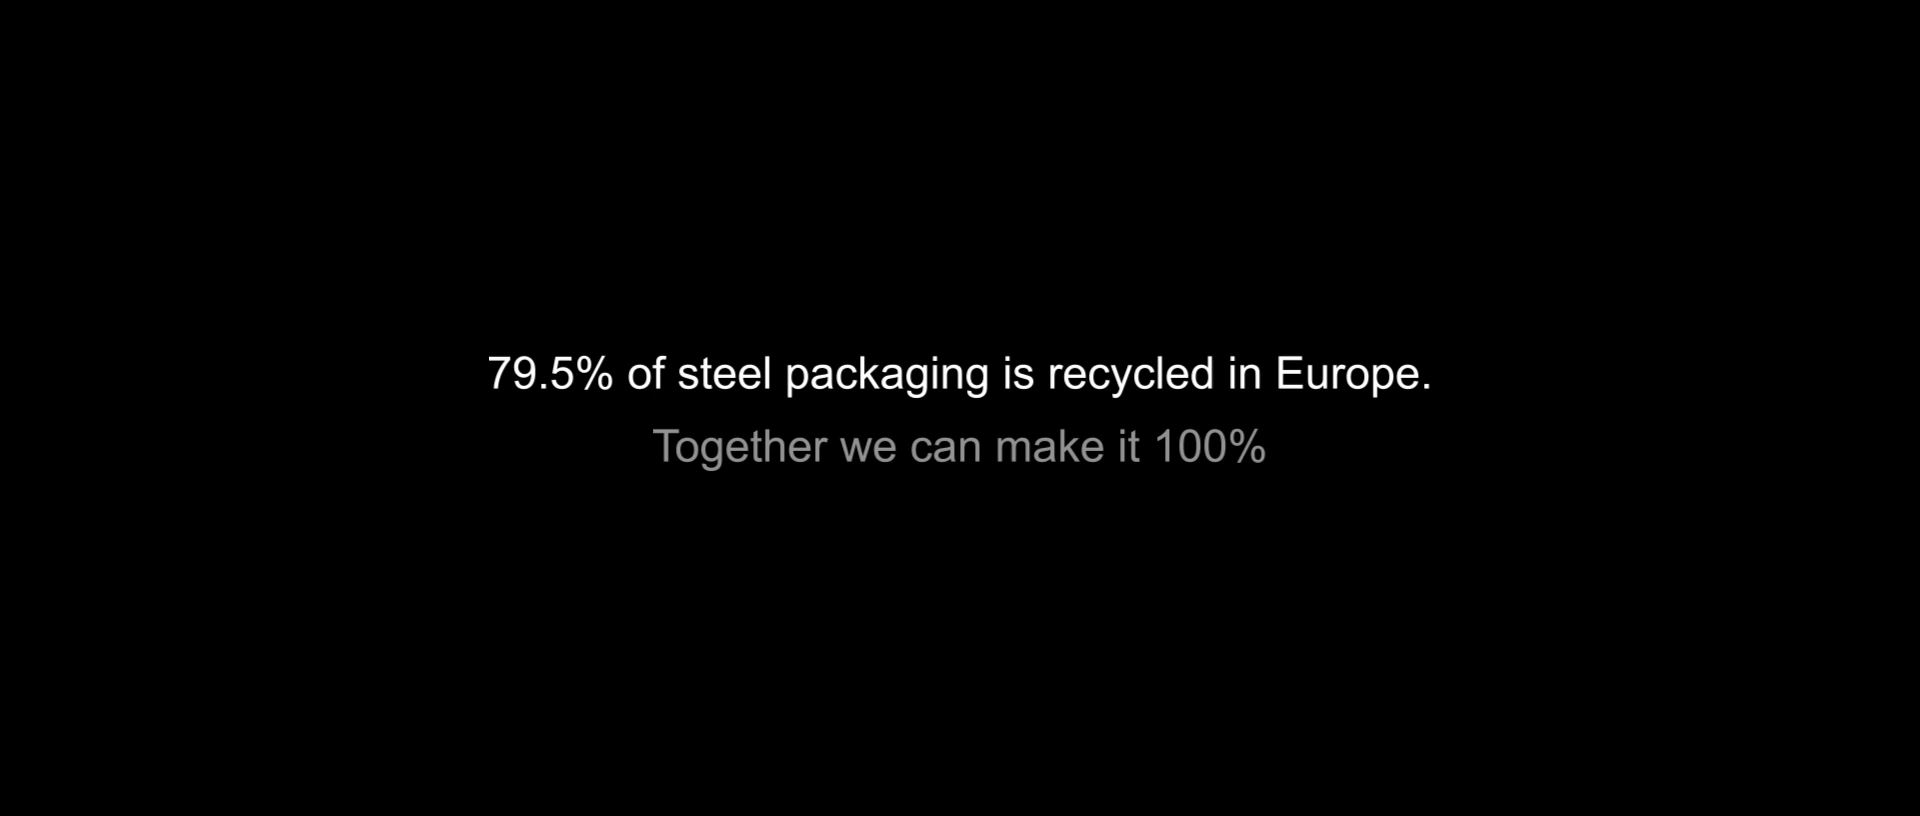 79.5% of steel packaging is recycled in Europe.
Together we can make it 100%